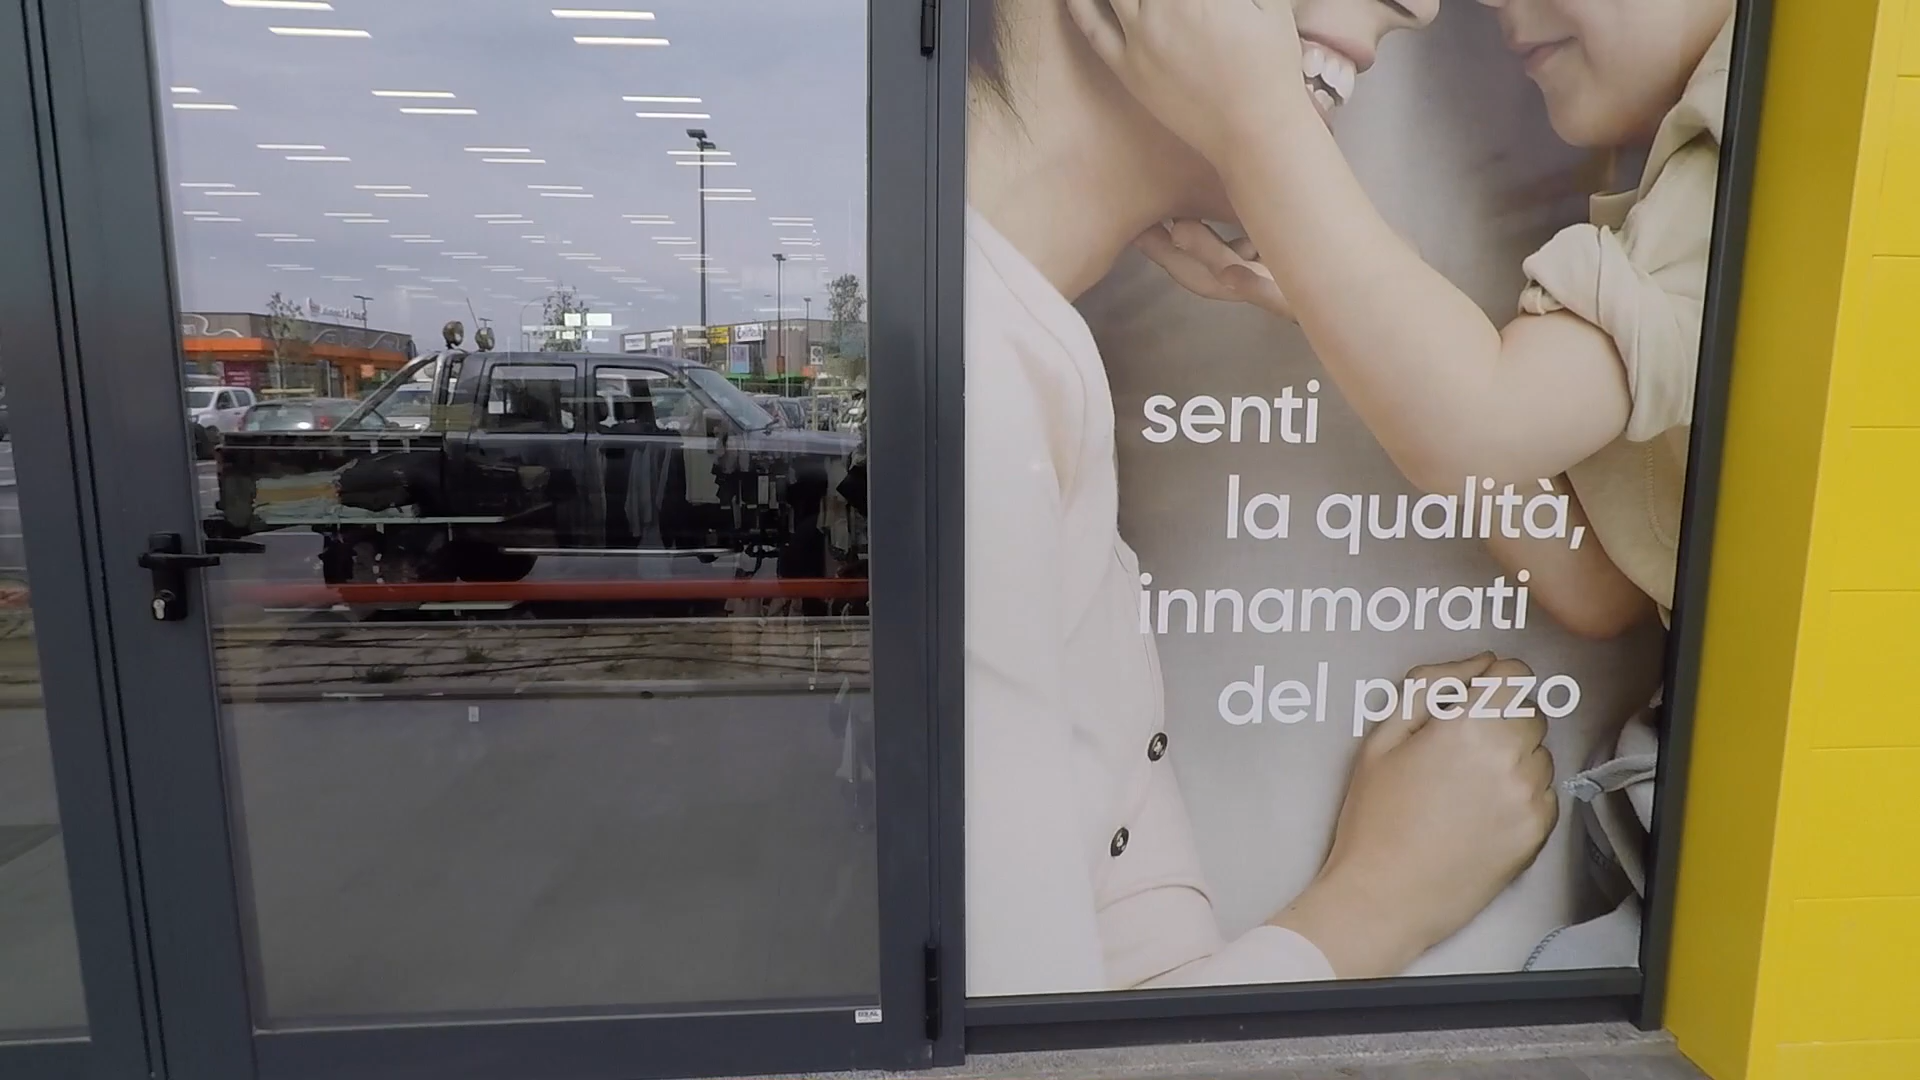 senti
la qualità,
innamorati
del prezzo